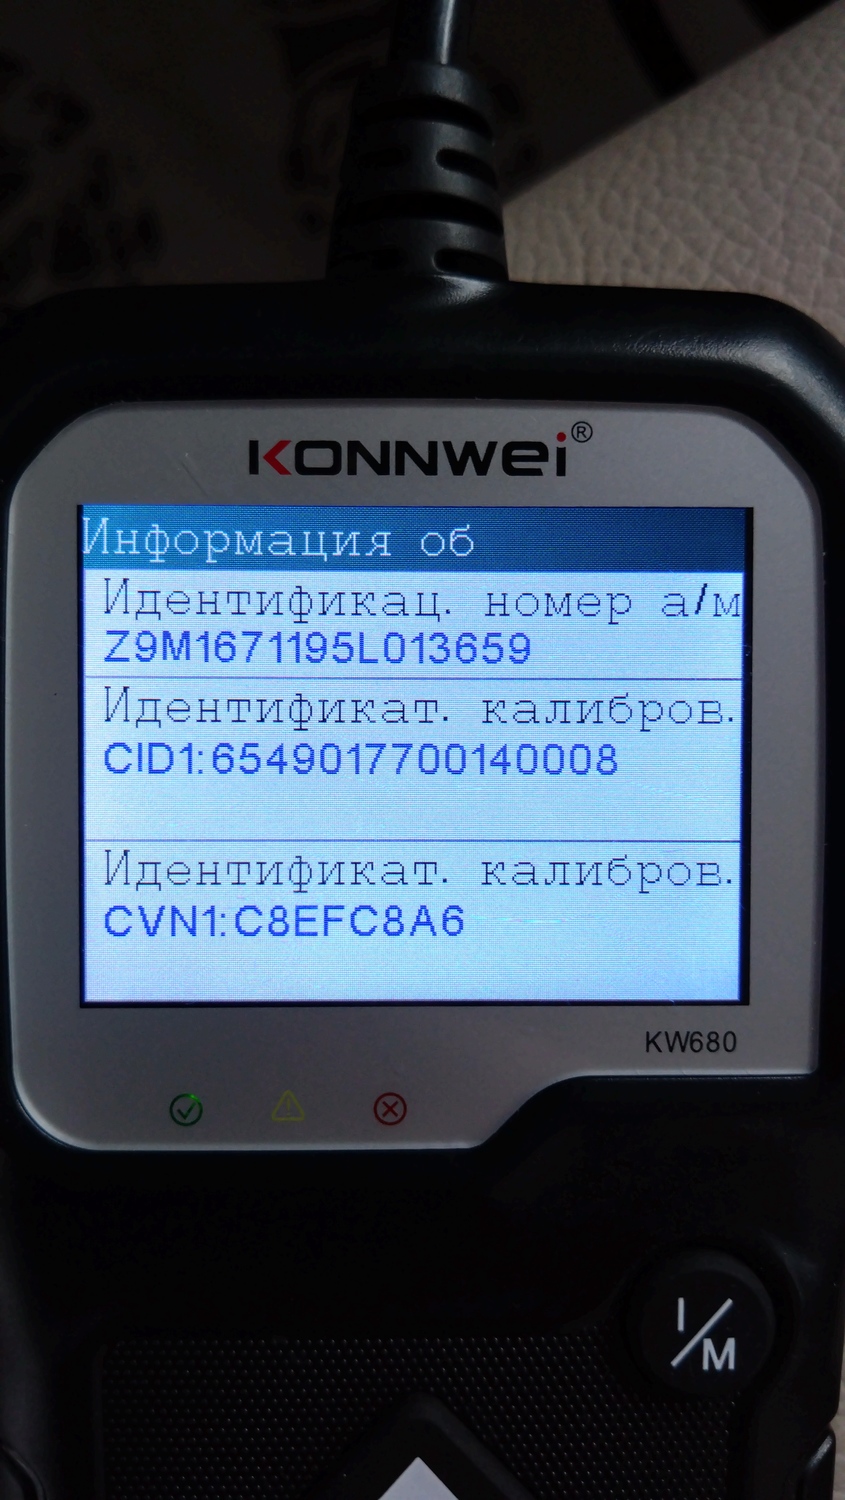 KONNWEi®
Информация об
Идентификац. номер а/м
Z9M1671195L013659
Идентификат. калибров.
CID1:6549017700140008
Идентификат. калибров.
CVN1:C8EFC8A6
KW680
I/M